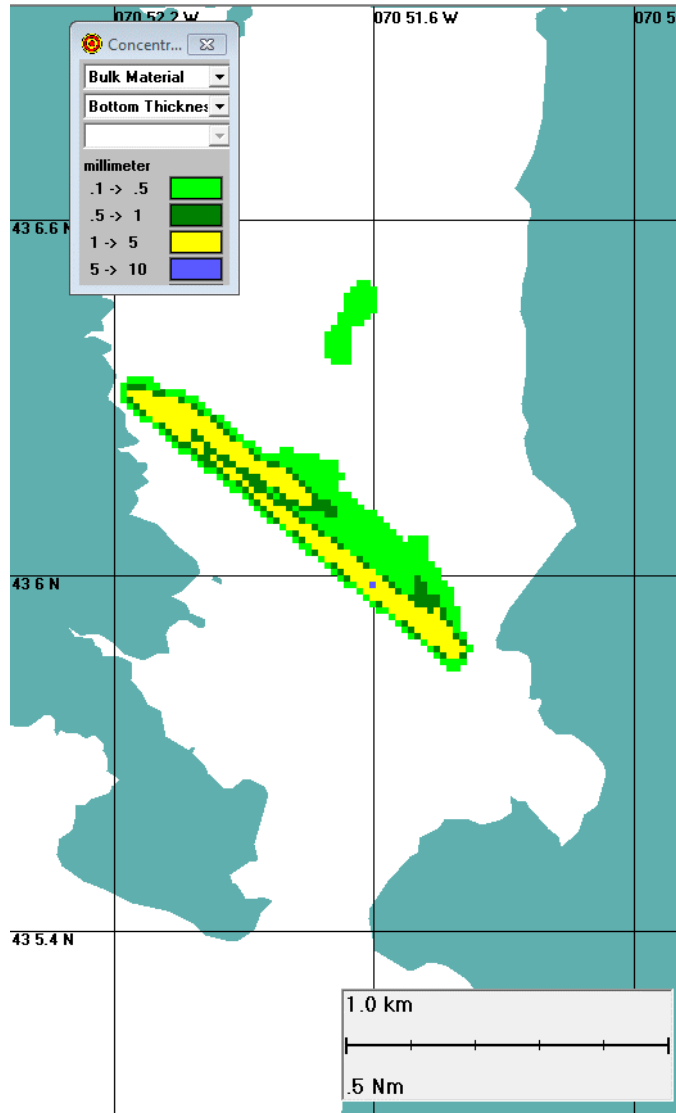 070 52.2 W
070 51.6 W
070 5
Concentr...
Bulk Material
Bottom Thicknes
millimeter
.1 -> .5
.5 -> 1
1 -> 5
5 -> 10
43 6.6 N
43 6 N
43 5.4 N
1.0 km
.5 Nm